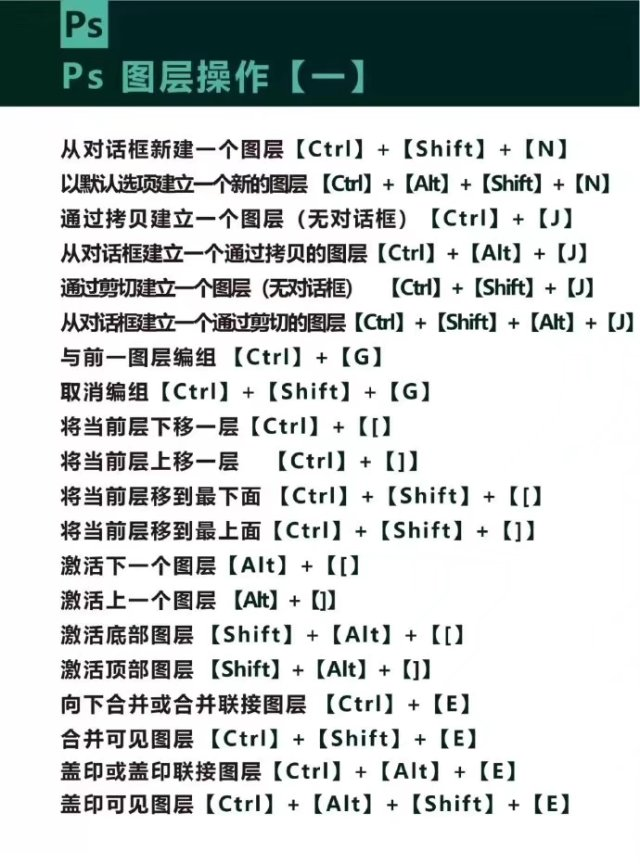 Ps
Ps 图层操作【一】
从对话框新建一个图层【Ctrl】+【Shift】+【N】
以默认选项建立一个新的图层【Ctrl】+【Alt】+【Shift】+【N】
通过拷贝建立一个图层（无对话框）【Ctrl】+【J】
从对话框建立一个通过拷贝的图层【Ctrl】+【Alt】+【J】
通过剪切建立一个图层（无对话框） 【Ctrl】+【Shift】+【J】
从对话框建立一个通过剪切的图层【Ctrl】+【Shift】+【Alt】+【J】
与前一图层编组 【Ctrl】+【G】
取消编组【Ctrl】+【Shift】+【G】
将当前层下移一层【Ctrl】+【[】
将当前层上移一层 【Ctrl】+【]】
将当前层移到最下面 【Ctrl】+【Shift】+【[】
将当前层移到最上面【Ctrl】+【Shift】+【]】
激活下一个图层【Alt】+【[】
激活上一个图层 【Alt】+【]】
激活底部图层 【Shift】+【Alt】+【[】
激活顶部图层 【Shift】+【Alt】+【]】
向下合并或合并联接图层 【Ctrl】+【E】
合并可见图层 【Ctrl】+【Shift】+【E】
盖印或盖印联接图层【Ctrl】+【Alt】+【E】
盖印可见图层【Ctrl】+【Alt】+【Shift】+【E】